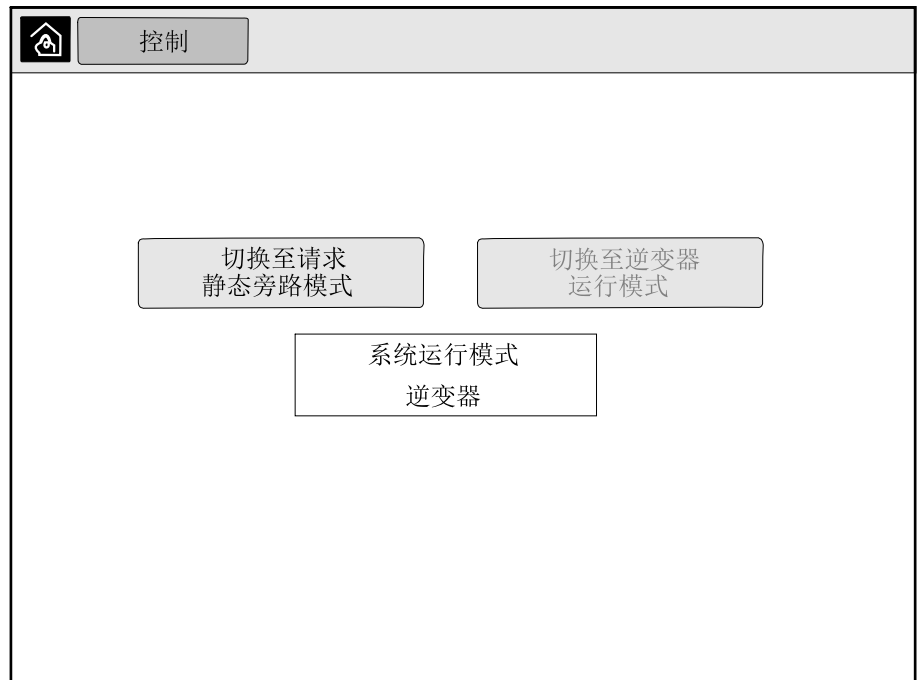 控制
切换至请求
静态旁路模式
切换至逆变器
运行模式
系统运行模式
逆变器